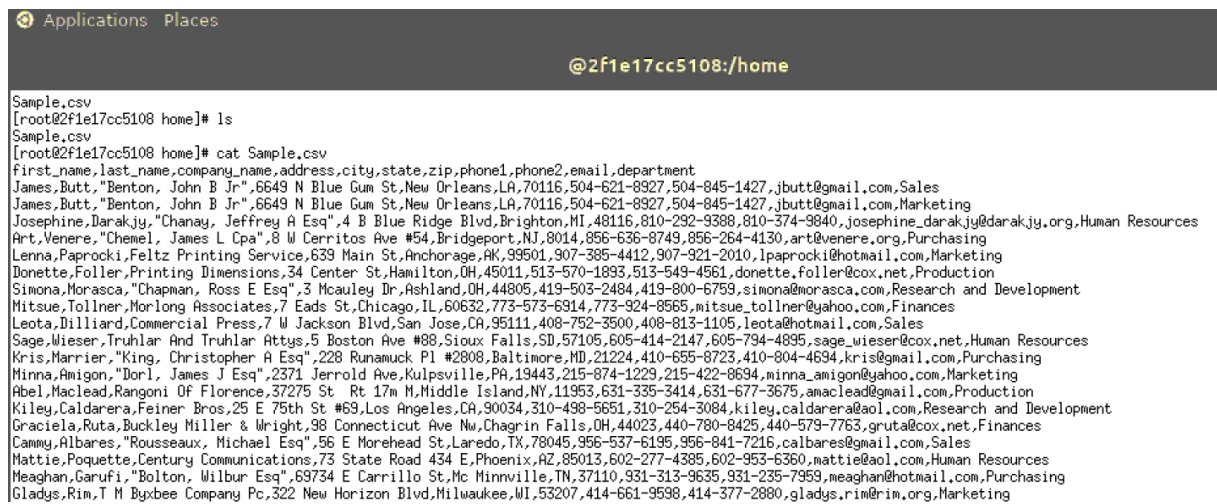 Applications Places
@2f1e17cc5108:/home
Sample.csv
[root@2f1e17cc5108 home]# ls
Sample.csv
[root@2f1e17cc5108 home]# cat Sample.csv
first_name,last_name,company_name,address,city,state,zip,phone1,phone2,email,department
James,Butt,"Benton, John B Jr",6649 N Blue Gum St,New Orleans,LA,70116,504-621-8927,504-845-1427,jbutt@gmail.com,Sales
James,Butt,"Benton, John B Jr",6649 N Blue Gum St,New Orleans,LA,70116,504-621-8927,504-845-1427,jbutt@gmail.com,Marketing
Josephine,Darakjy,"Chanay, Jeffrey A Esq",4 B Blue Ridge Blvd,Brighton,MI,48116,810-292-9388,810-374-9840,josephine_darakjy@darakjy.org,Human Resources
Art,Venere,"Chemel, James L Cpa",8 W Cerritos Ave #54,Bridgeport,NJ,8014,856-636-8749,856-264-4130,art@venere.org,Purchasing
Lenna,Paprocki,Feltz Printing Service,639 Main St,Anchorage,AK,99501,907-385-4412,907-921-2010,lpaprocki@hotmail.com,Marketing
Donette,Foller,Printing Dimensions,34 Center St,Hamilton,OH,45011,513-570-1893,513-549-4561,donette.foller@cox.net,Production
Simona,Morasca,"Chapman, Ross E Esq",3 Mcauley Dr,Ashland,OH,44805,419-503-2484,419-800-6759,simona@morasca.com,Research and Development
Mitsue,Tollner,Morlong Associates,7 Eads St,Chicago,IL,60632,773-573-6914,773-924-8565,mitsue_tollner@yahoo.com,Finances
Leota,Dilliard,Commercial Press,7 W Jackson Blvd,San Jose,CA,95111,408-752-3500,408-813-1105,leota@hotmail.com,Sales
Sage,Wieser,Truhlar And Truhlar Attys,5 Boston Ave #88,Sioux Falls,SD,57105,605-414-2147,605-794-4895,sage_wieser@cox.net,Human Resources
Kris,Marrier,"King, Christopher A Esq",228 Runamuck Pl #2808,Baltimore,MD,21224,410-655-8723,410-804-4694,kris@gmail.com,Purchasing
Minna,Amigon,"Dorl, James J Esq",2371 Jerrold Ave,Kulpsville,PA,19443,215-874-1229,215-422-8694,minna_amigon@yahoo.com,Marketing
Abel,Maclead,Rangoni Of Florence,37275 St  Rt 17m M,Middle Island,NY,11953,631-335-3414,631-677-3675,amaclead@gmail.com,Production
Kiley,Caldarera,Feiner Bros,25 E 75th St #69,Los Angeles,CA,90034,310-498-5651,310-254-3084,kiley.caldarera@aol.com,Research and Development
Graciela,Ruta,Buckley Miller & Wright,98 Connecticut Ave Nw,Chagrin Falls,OH,44023,440-780-8425,440-579-7763,gruta@cox.net,Finances
Cammy,Albares,"Rousseaux, Michael Esq",56 E Morehead St,Laredo,TX,78045,956-537-6195,956-841-7216,calbares@gmail.com,Sales
Mattie,Poquette,Century Communications,73 State Road 434 E,Phoenix,AZ,85013,602-277-4385,602-953-6360,mattie@aol.com,Human Resources
Meaghan,Garufi,"Bolton, Wilbur Esq",69734 E Carrillo St,Mc Minnville,TN,37110,931-313-9635,931-235-7959,meaghan@hotmail.com,Purchasing
Gladys,Rim,T M Byxbee Company Pc,322 New Horizon Blvd,Milwaukee,WI,53207,414-661-9598,414-377-2880,gladys.rim@rim.org,Marketing